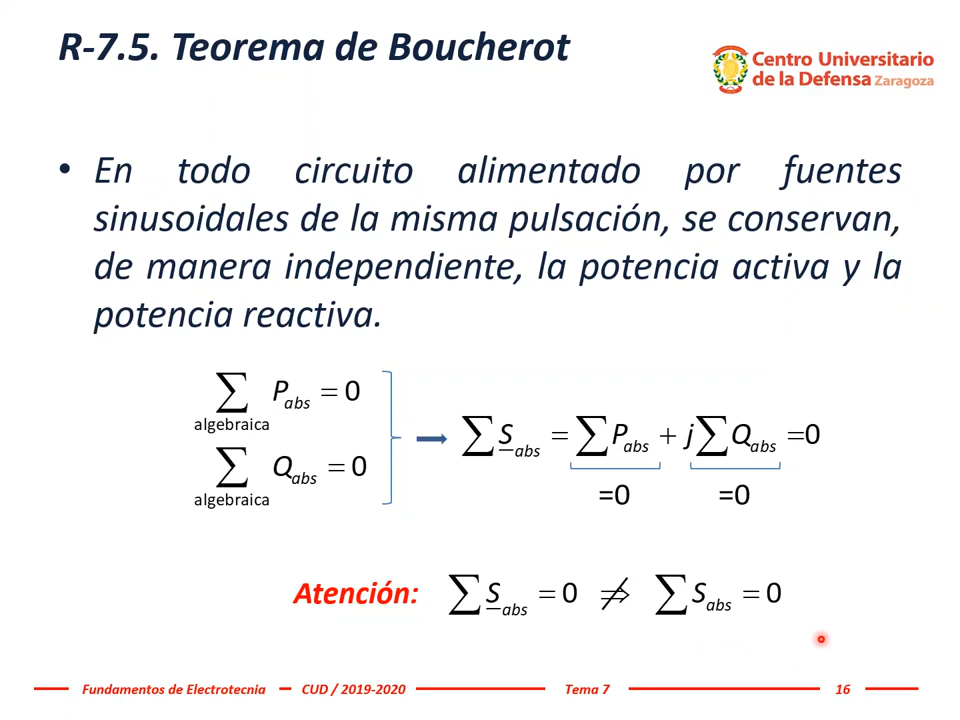 R-7.5. Teorema de Boucherot
Centro Universitario
de la Defensa Zaragoza
• En todo circuito alimentado por fuentes
sinusoidales de la misma pulsación, se conservan,
de manera independiente, la potencia activa y la
potencia reactiva.
∑ P_abs = 0
algebraica
∑ Q_abs = 0
algebraica
∑ S_abs = ∑ P_abs + j ∑ Q_abs =0
=0 =0
Atención: ∑ S_abs = 0 ⇏ ∑ S_abs = 0
Fundamentos de Electrotecnia CUD / 2019-2020 Tema 7 16